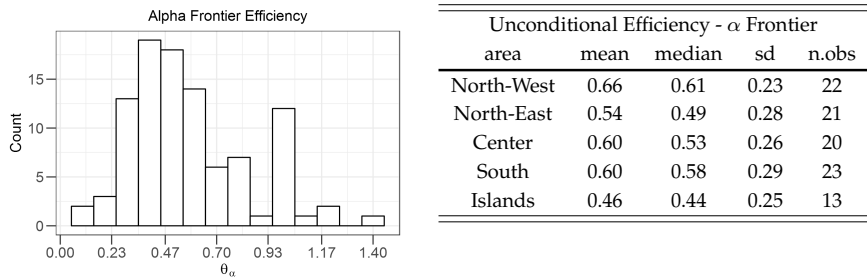 Alpha Frontier Efficiency
Count
15
10
5
0
0.00 0.23 0.47 0.70 0.93 1.17 1.40
θα
Unconditional Efficiency - α Frontier
area mean median sd n.obs
North-West 0.66 0.61 0.23 22
North-East 0.54 0.49 0.28 21
Center 0.60 0.53 0.26 20
South 0.60 0.58 0.29 23
Islands 0.46 0.44 0.25 13